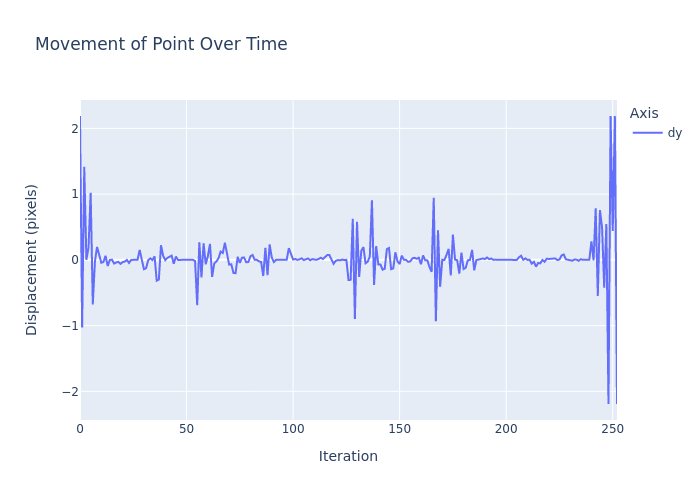 Movement of Point Over Time
Axis
dy
2
1
0
−1
−2
Displacement (pixels)
0
50
100
150
200
250
Iteration